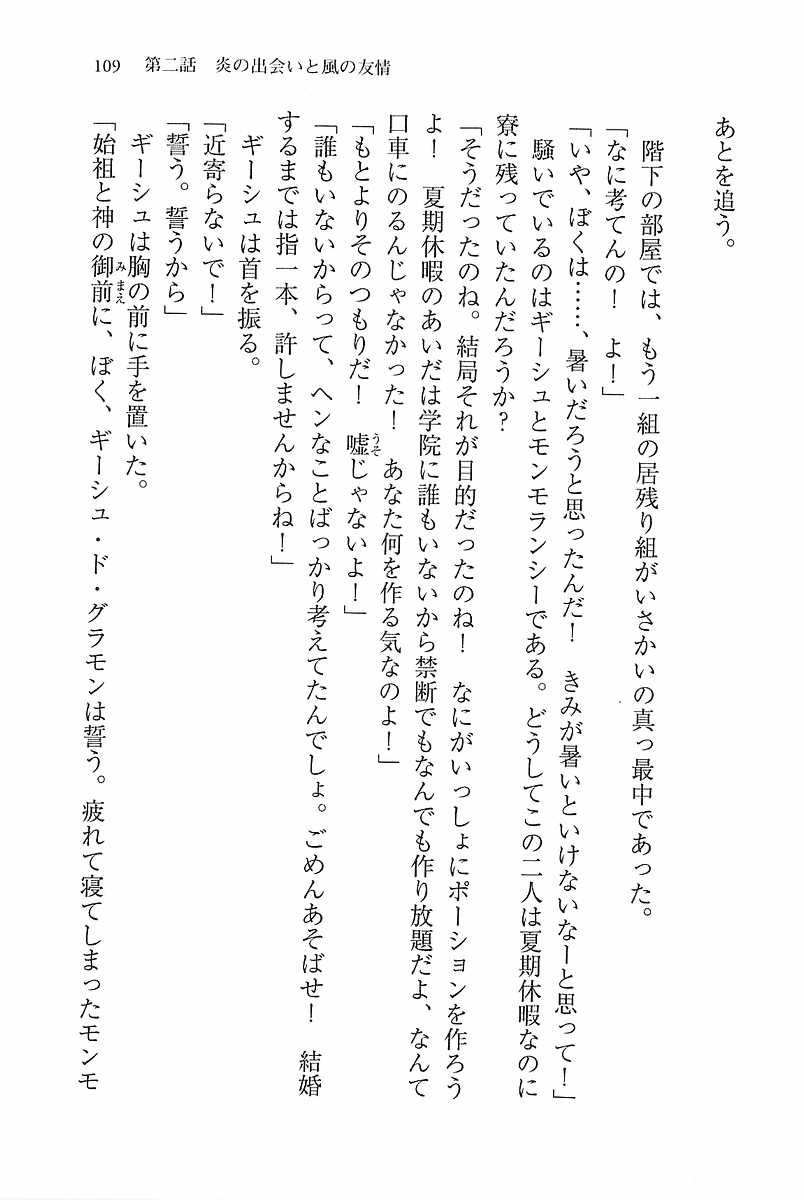 109　第二話　炎の出会いと風の友情
あとを追う。
　階下の部屋では、もう一組の居残り組がいさかいの真っ最中であった。
「なに考てんの！　よ！」
「いや、ぼくは……、暑いだろうと思ったんだ！　きみが暑いといけないなーと思って！」
　騒いでいるのはギーシュとモンモランシーである。どうしてこの二人は夏期休暇なのに
寮に残っていたんだろうか？
「そうだったのね。結局それが目的だったのね！　なにがいっしょにポーションを作ろう
よ！　夏期休暇のあいだは学院に誰もいないから禁断でもなんでも作り放題だよ、なんて
口車にのるんじゃなかった！　あなた何を作る気なのよ！」
「もとよりそのつもりだ！　嘘じゃないよ！」
「誰もいないからって、ヘンなことばっかり考えてたんでしょ。ごめんあそばせ！　結婚
するまでは指一本、許しませんからね！」
　ギーシュは首を振る。
「近寄らないで！」
「誓う。誓うから」
　ギーシュは胸の前に手を置いた。
「始祖と神の御前に、ぼく、ギーシュ・ド・グラモンは誓う。疲れて寝てしまったモンモ